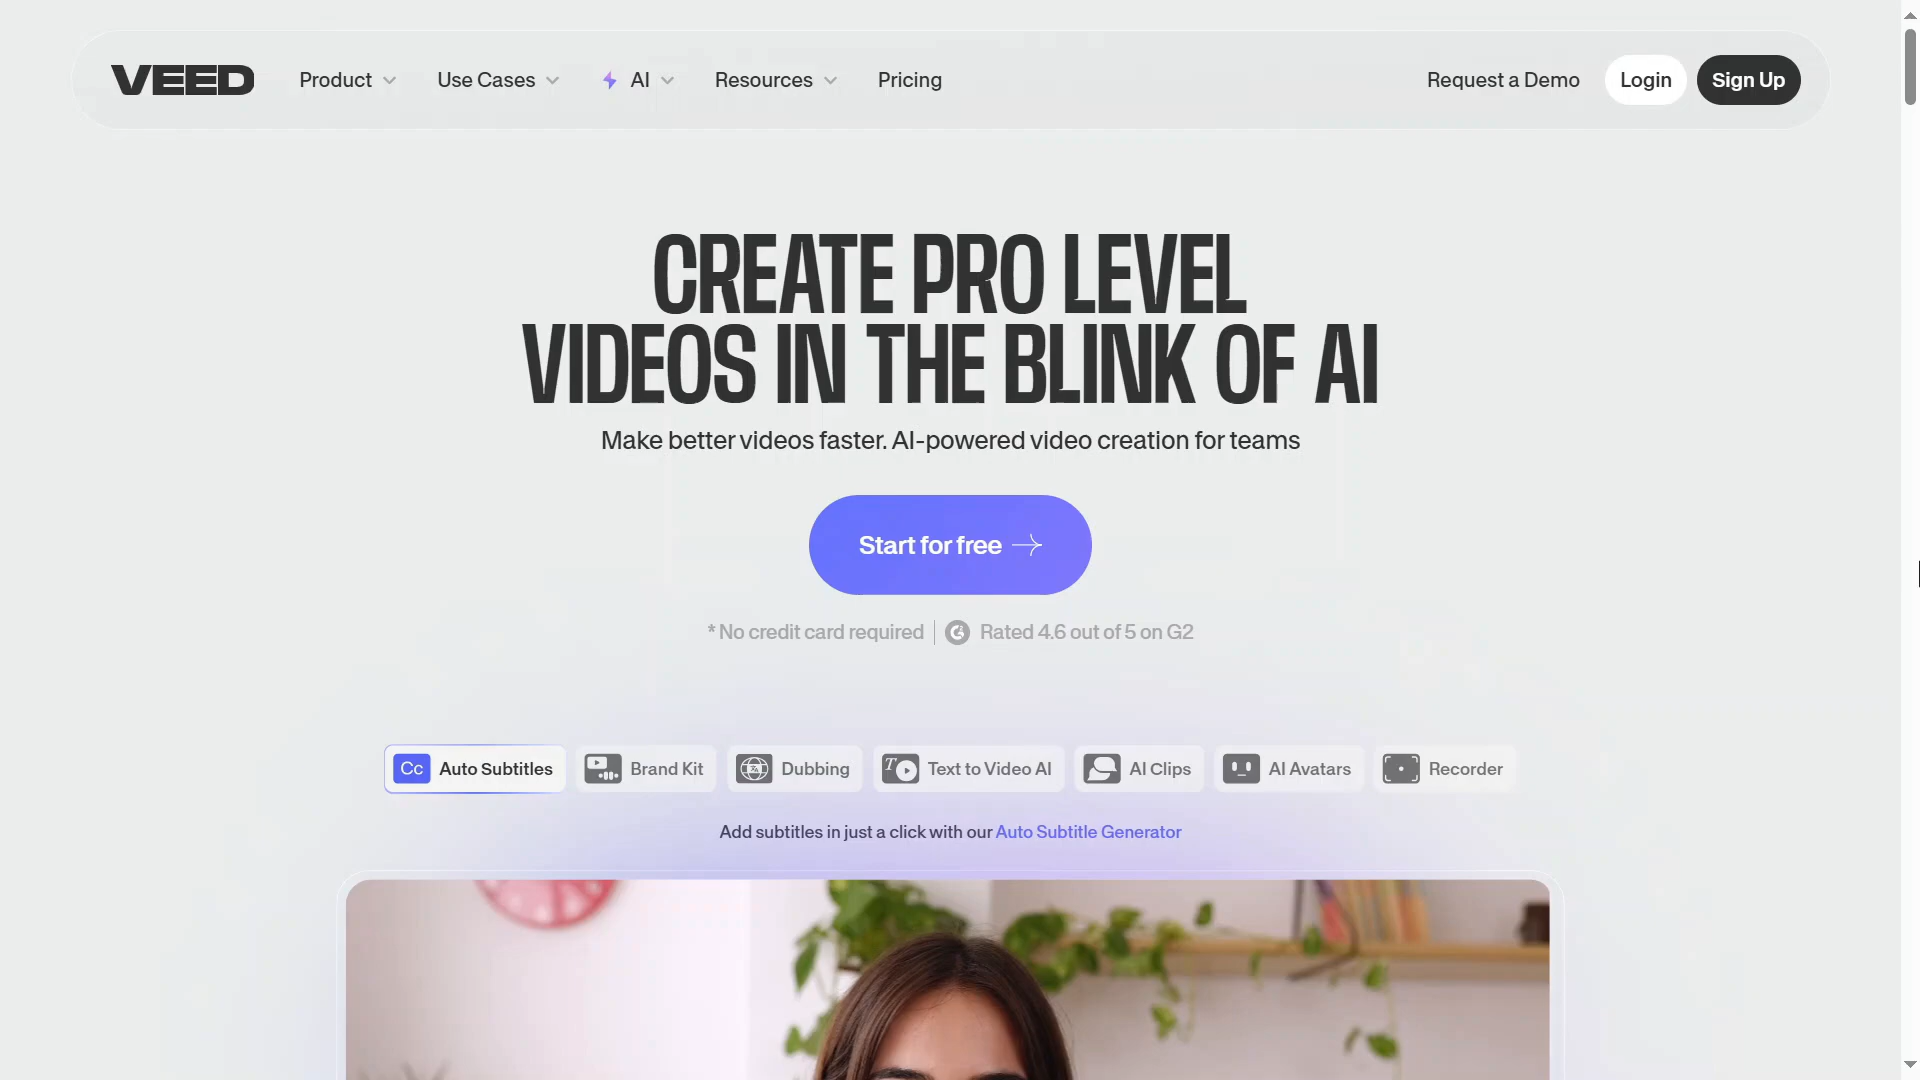 VEED
Product
Use Cases
AI
Resources
Pricing
Request a Demo
Login
Sign Up
CREATE PRO LEVEL
VIDEOS IN THE BLINK OF AI
Make better videos faster. AI-powered video creation for teams
Start for free
* No credit card required
Rated 4.6 out of 5 on G2
Cc Auto Subtitles
Brand Kit
Dubbing
Text to Video AI
AI Clips
AI Avatars
Recorder
Add subtitles in just a click with our Auto Subtitle Generator